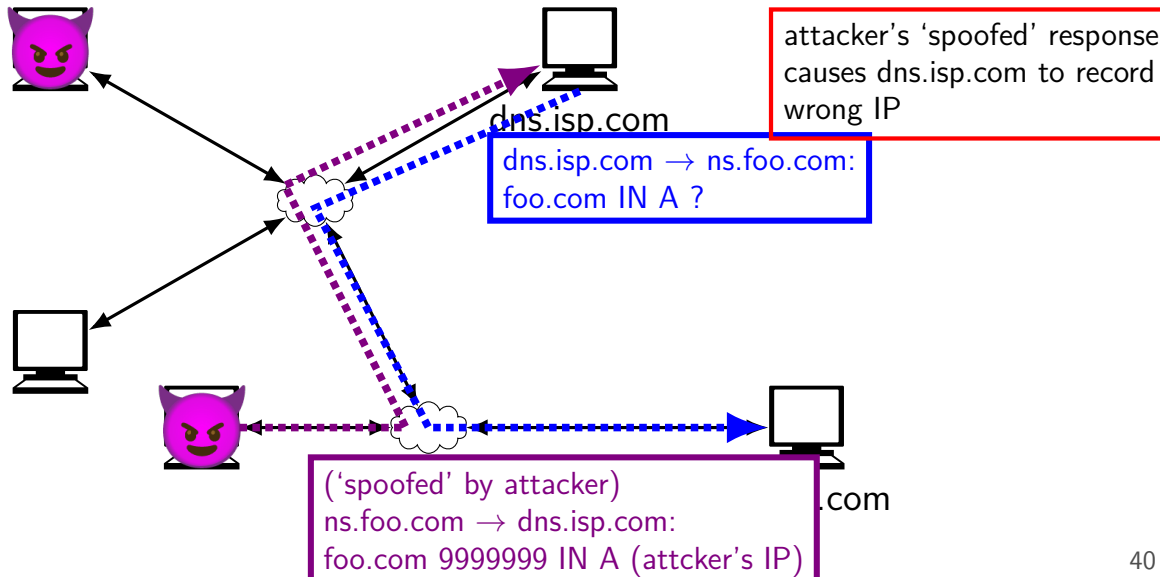 attacker's ‘spoofed’ response
causes dns.isp.com to record
wrong IP
dns.isp.com
dns.isp.com → ns.foo.com:
foo.com IN A ?
(‘spoofed’ by attacker)
ns.foo.com → dns.isp.com:
foo.com 9999999 IN A (attcker's IP)
.com
40